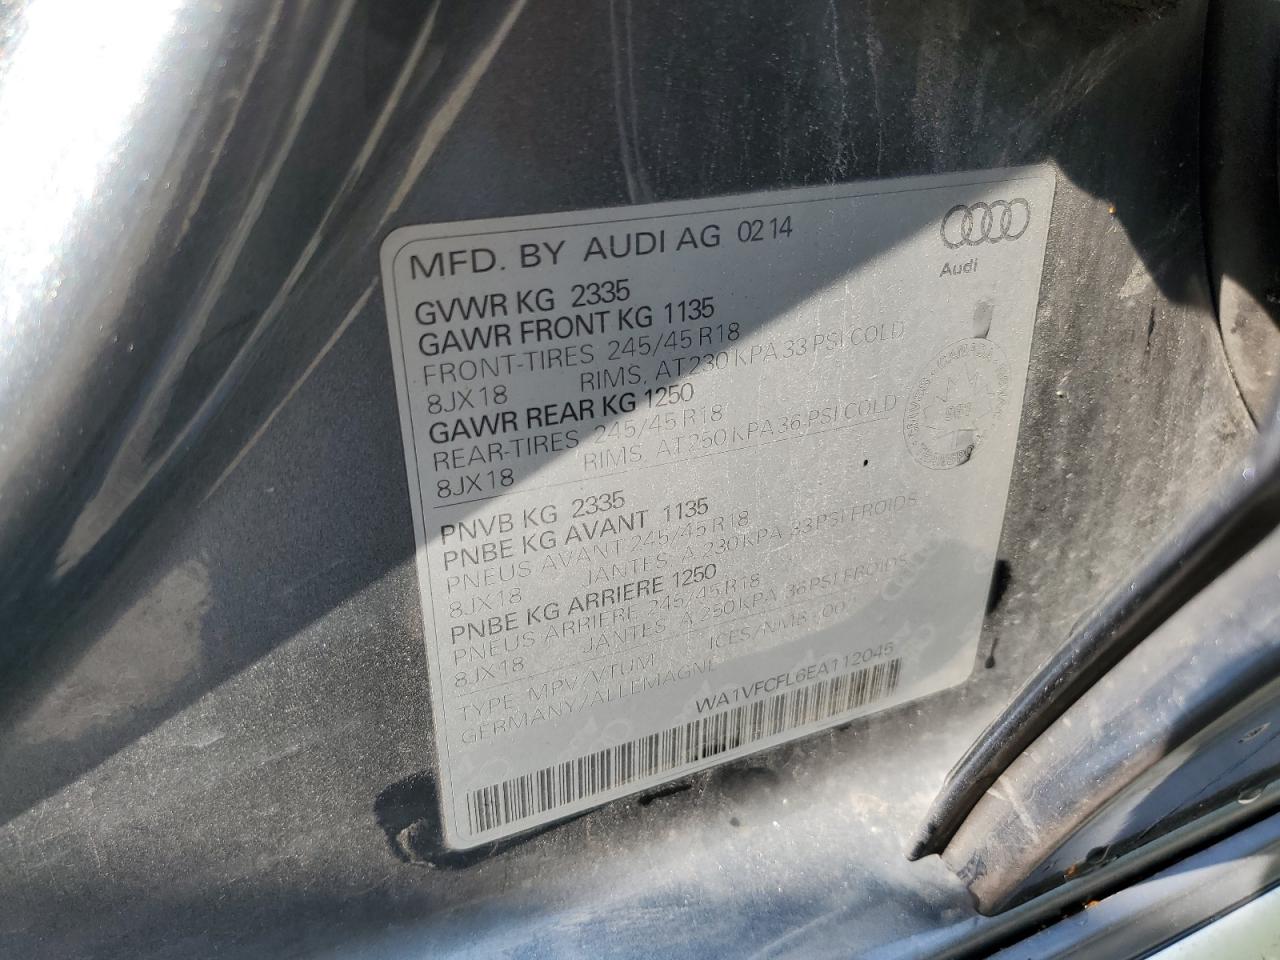 MFD. BY AUDI AG 02 14
Audi
GVWR KG 2335
GAWR FRONT KG 1135
FRONT-TIRES 245/45 R18
8JX18 RIMS, AT 230 KPA 33 PSI COLD
GAWR REAR KG 1250
REAR-TIRES 245/45 R18
8JX18 RIMS, AT 250 KPA 36 PSI COLD
PNVB KG 2335
PNBE KG AVANT 1135
PNEUS AVANT 245/45 R18
8JX18 JANTES A 230 KPA 33 PSI FROIDS
PNBE KG ARRIERE 1250
PNEUS ARRIERE 245/45 R18
8JX18 JANTES A 250 KPA 36 PSI FROIDS
TYPE MPV/VTUM ICES/NMB
GERMANY/ALLEMAGNE
WA1VFCFL6EA112045